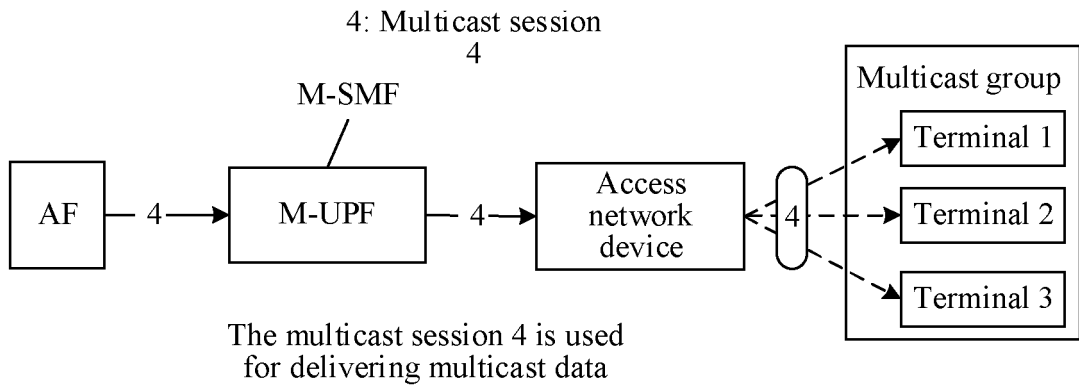 4: Multicast session
4
M-SMF
Multicast group
Terminal 1
AF
4
M-UPF
4
Access
network
device
4
Terminal 2
Terminal 3
The multicast session 4 is used
for delivering multicast data